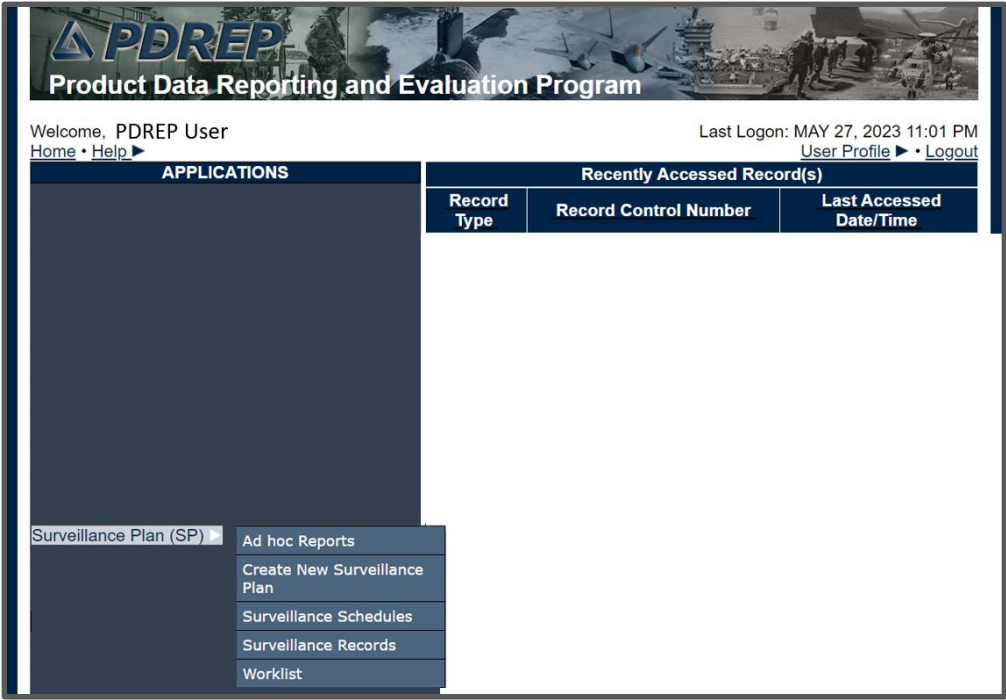 PDREP
Product Data Reporting and Evaluation Program
Welcome, PDREP User
Last Logon: MAY 27, 2023 11:01 PM
Home • Help ▶
User Profile ▶ • Logout
APPLICATIONS
Recently Accessed Record(s)
Record
Type
Record Control Number
Last Accessed
Date/Time
Surveillance Plan (SP)
Ad hoc Reports
Create New Surveillance
Plan
Surveillance Schedules
Surveillance Records
Worklist